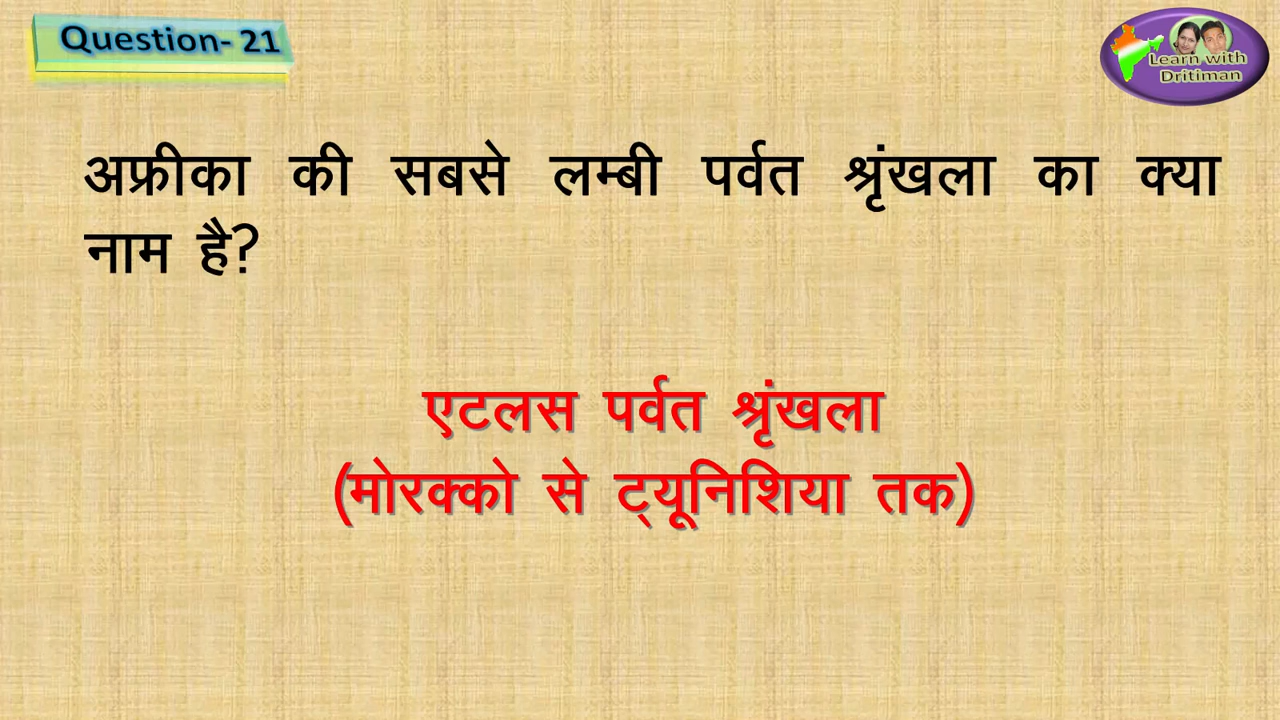 Question- 21
Learn with
Dritiman
अफ्रीका की सबसे लम्बी पर्वत श्रृंखला का क्या
नाम है?
एटलस पर्वत श्रृंखला
(मोरक्को से ट्यूनिशिया तक)